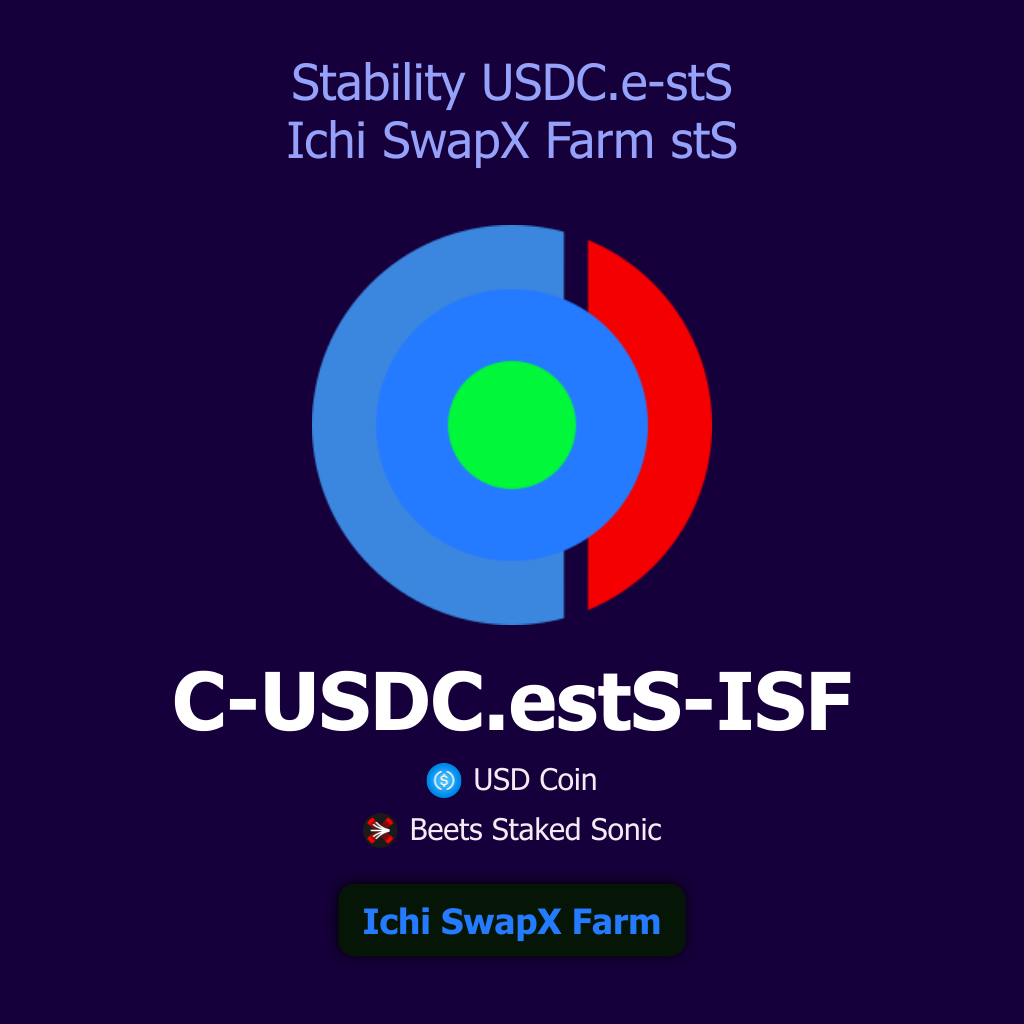 Stability USDC.e-stS
Ichi SwapX Farm stS
C-USDC.estS-ISF
USD Coin
Beets Staked Sonic
Ichi SwapX Farm